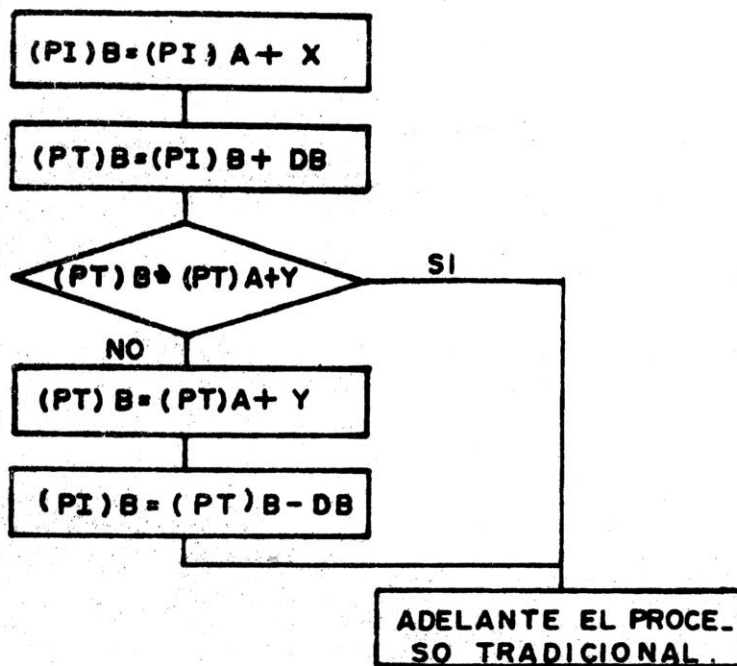 (PI)B=(PI)A+ X
(PT)B=(PI)B+ DB
(PT)B (PT)A+Y
SI
NO
(PT)B=(PT)A+ Y
(PI)B=(PT)B-DB
ADELANTE EL PROCE_
SO TRADICIONAL.